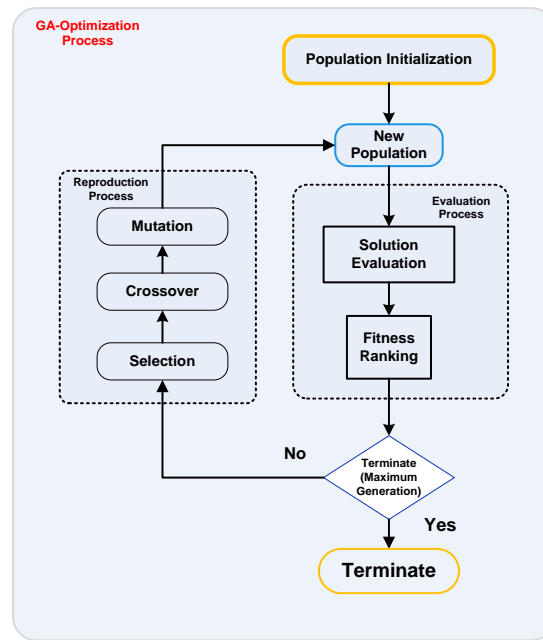 GA-Optimization
Process
Population Initialization
New
Population
Reproduction
Process
Evaluation
Process
Mutation
Solution
Evaluation
Crossover
Fitness
Ranking
Selection
No
Terminate
(Maximum
Generation)
Yes
Terminate